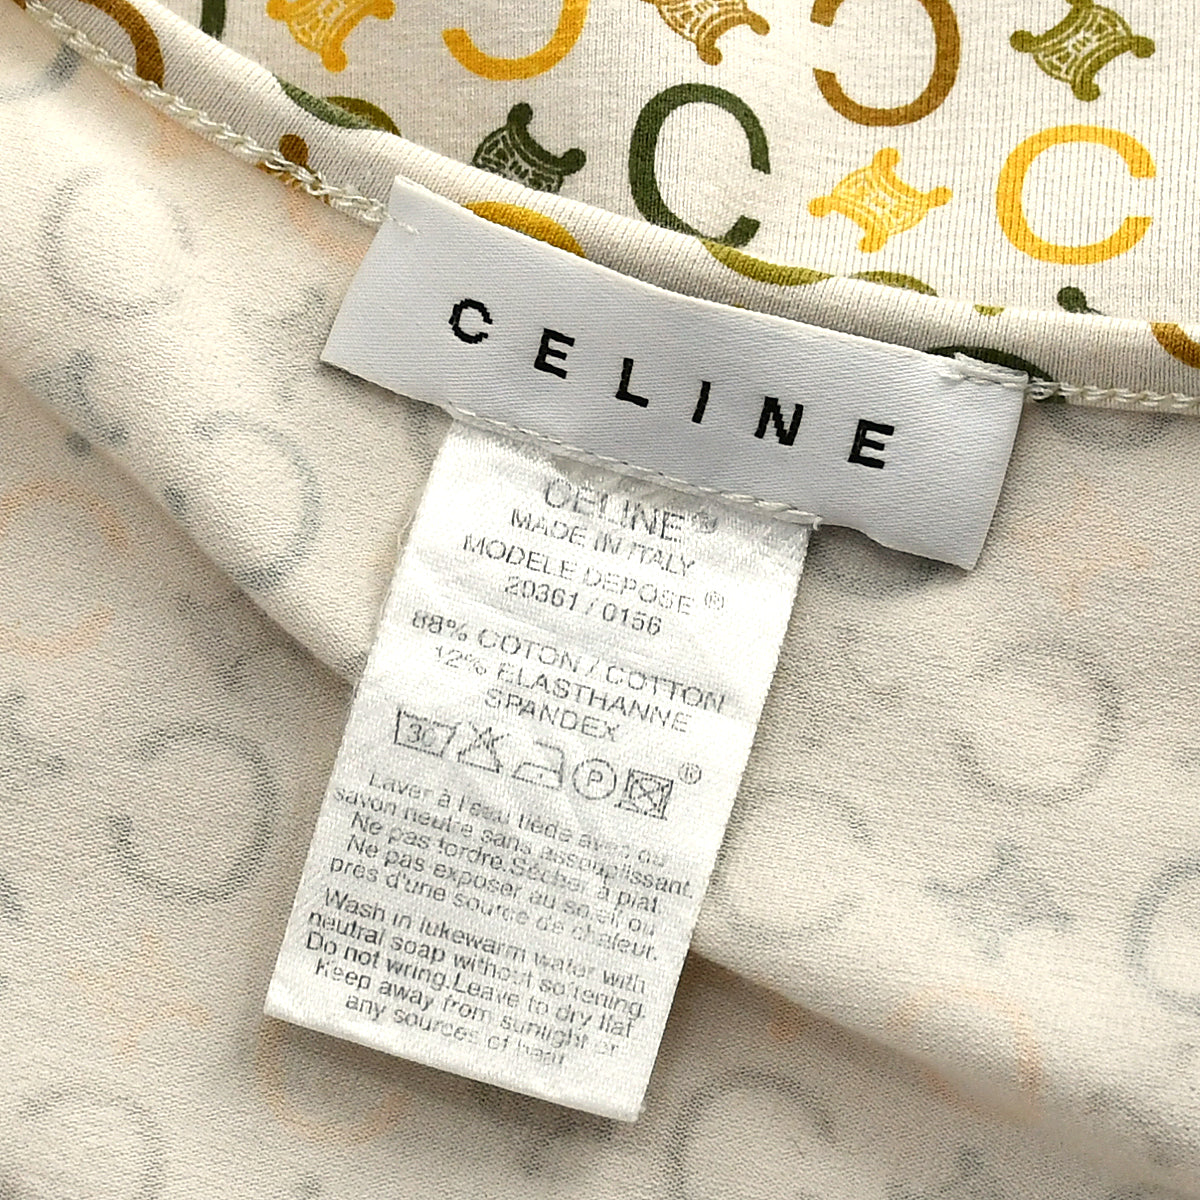 CELINE
CELINE®
MADE IN ITALY
MODELE DEPOSE ®
20361 / 0156
88% COTON / COTTON
12% ELASTHANNE
SPANDEX
30 P ®
Laver à l'eau tiède avec du
savon neutre sans assouplissant.
Ne pas tordre.Sécher à plat.
Ne pas exposer au soleil ou
près d'une source de chaleur.
Wash in lukewarm water with
neutral soap without softening.
Do not wring.Leave to dry flat
Keep away from sunlight or
any sources of heat